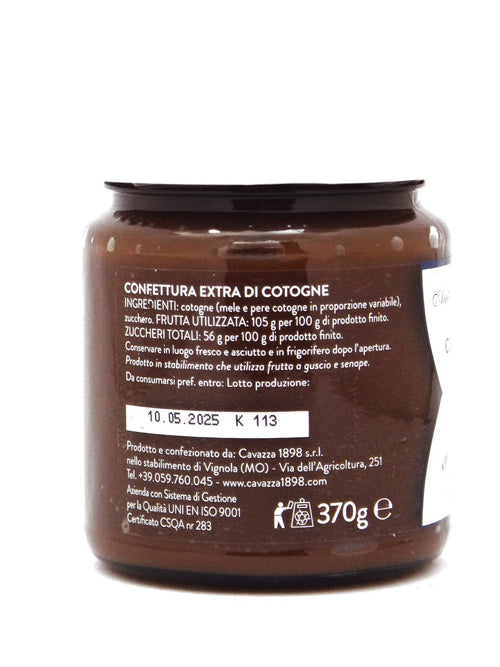 CONFETTURA EXTRA DI COTOGNE
INGREDIENTI: cotogne (mele e pere cotogne in proporzione variabile),
zucchero. FRUTTA UTILIZZATA: 105 g per 100 g di prodotto finito.
ZUCCHERI TOTALI: 56 g per 100 g di prodotto finito.
Conservare in luogo fresco e asciutto e in frigorifero dopo l'apertura.
Prodotto in stabilimento che utilizza frutta a guscio e senape.
Da consumarsi pref. entro: Lotto produzione:
10.05.2025 K 113
Prodotto e confezionato da: Cavazza 1898 s.r.l.
nello stabilimento di Vignola (MO) - Via dell'Agricoltura, 251
Tel. +39.059.760.045 - www.cavazza1898.com
Azienda con Sistema di Gestione
per la Qualità UNI EN ISO 9001
Certificato CSQA nr 283
370g e